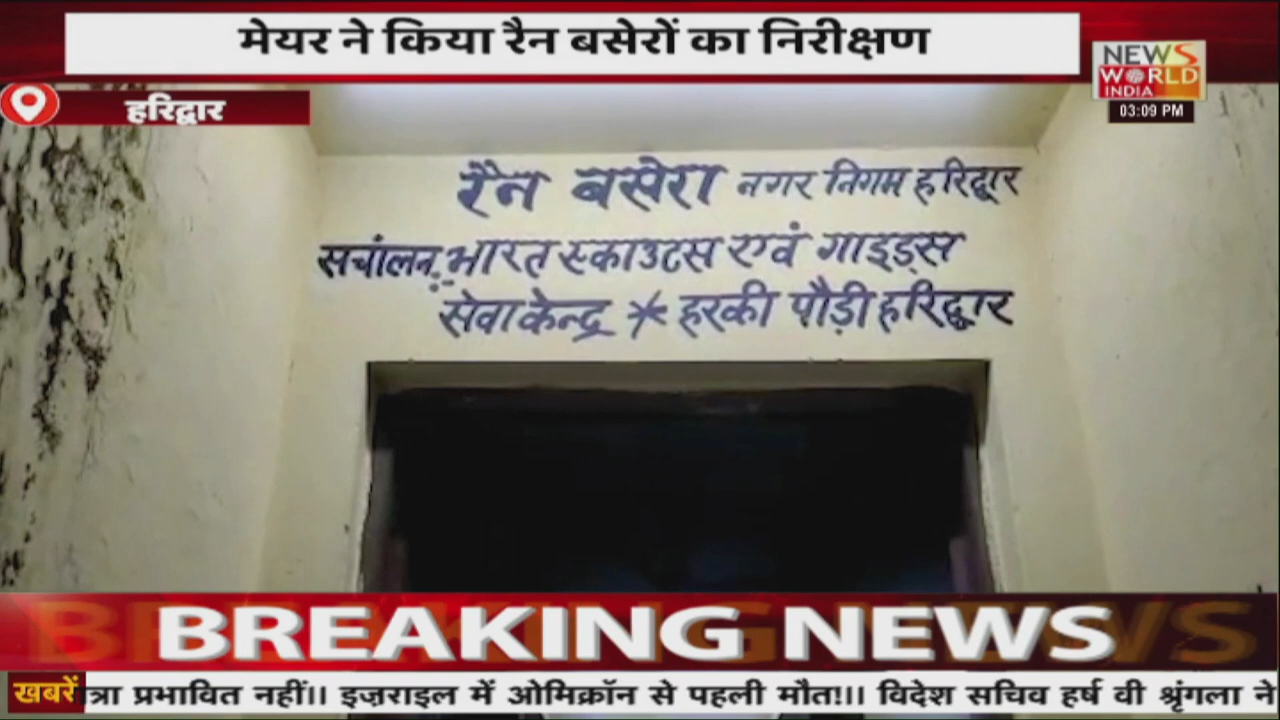 मेयर ने किया रैन बसेरों का निरीक्षण
NEWS
WORLD
INDIA
03:09 PM
हरिद्वार
रैन बसेरा नगर निगम हरिद्वार
सचांलन:- भारत स्काउटस एवं गाइड्स
सेवा केन्द्र * हरकी पौड़ी हरिद्वार
BREAKING NEWS
खबरें त्रा प्रभावित नहीं।। इज़राइल में ओमिक्रॉन से पहली मौत!।। विदेश सचिव हर्ष वी श्रृंगला ने